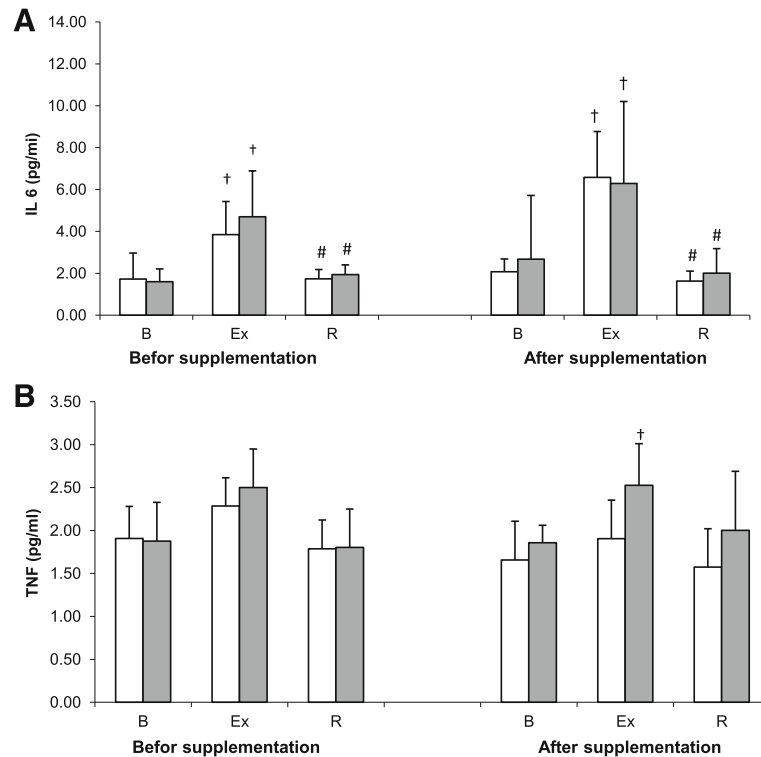 A
14.00
12.00
10.00
8.00
6.00
4.00
2.00
0.00
IL 6 (pg/mi)
† † # # † † # #
B Ex R B Ex R
Befor supplementation After supplementation
B
3.50
3.00
2.50
2.00
1.50
1.00
0.50
0.00
TNF (pg/ml)
†
B Ex R B Ex R
Befor supplementation After supplementation